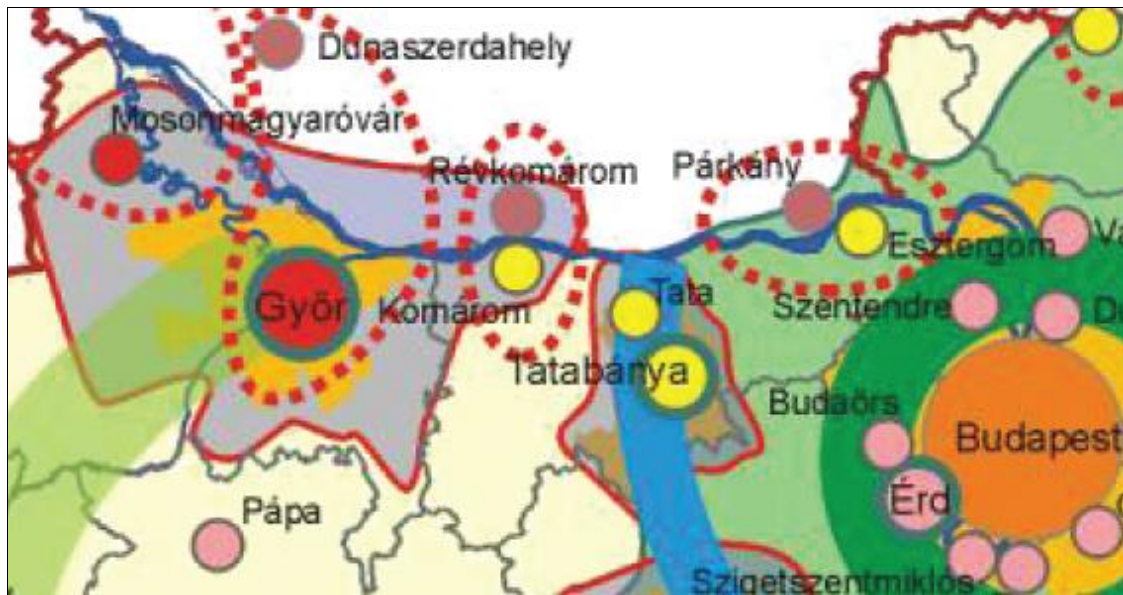 Dunaszerdahely
Mosonmagyaróvár
Révkomárom
Párkány
Esztergom
Győr
Komárom
Tata
Szentendre
Tatabánya
Budaörs
Budapest
Érd
Pápa
Szigetszentmiklós